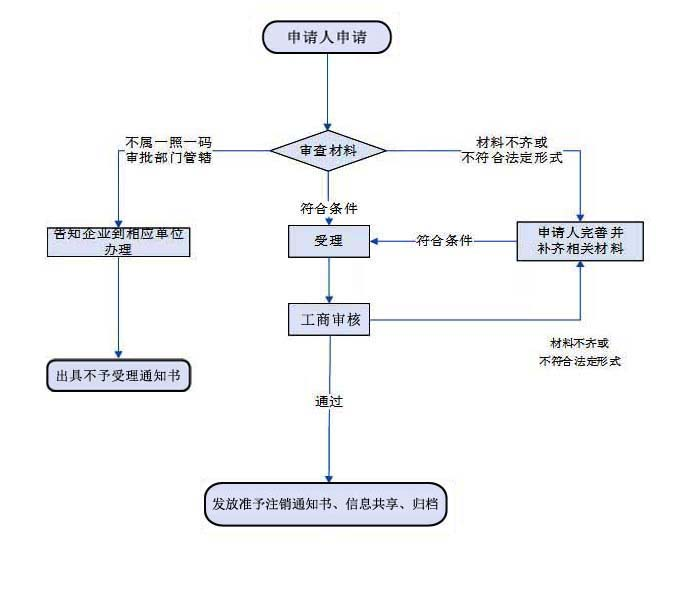 申请人申请
不属一照一码
审批部门管辖
审查材料
材料不齐或
不符合法定形式
符合条件
告知企业到相应单位
办理
受理
符合条件
申请人完善并
补齐相关材料
工商审核
材料不齐或
不符合法定形式
出具不予受理通知书
通过
发放准予注销通知书、信息共享、归档